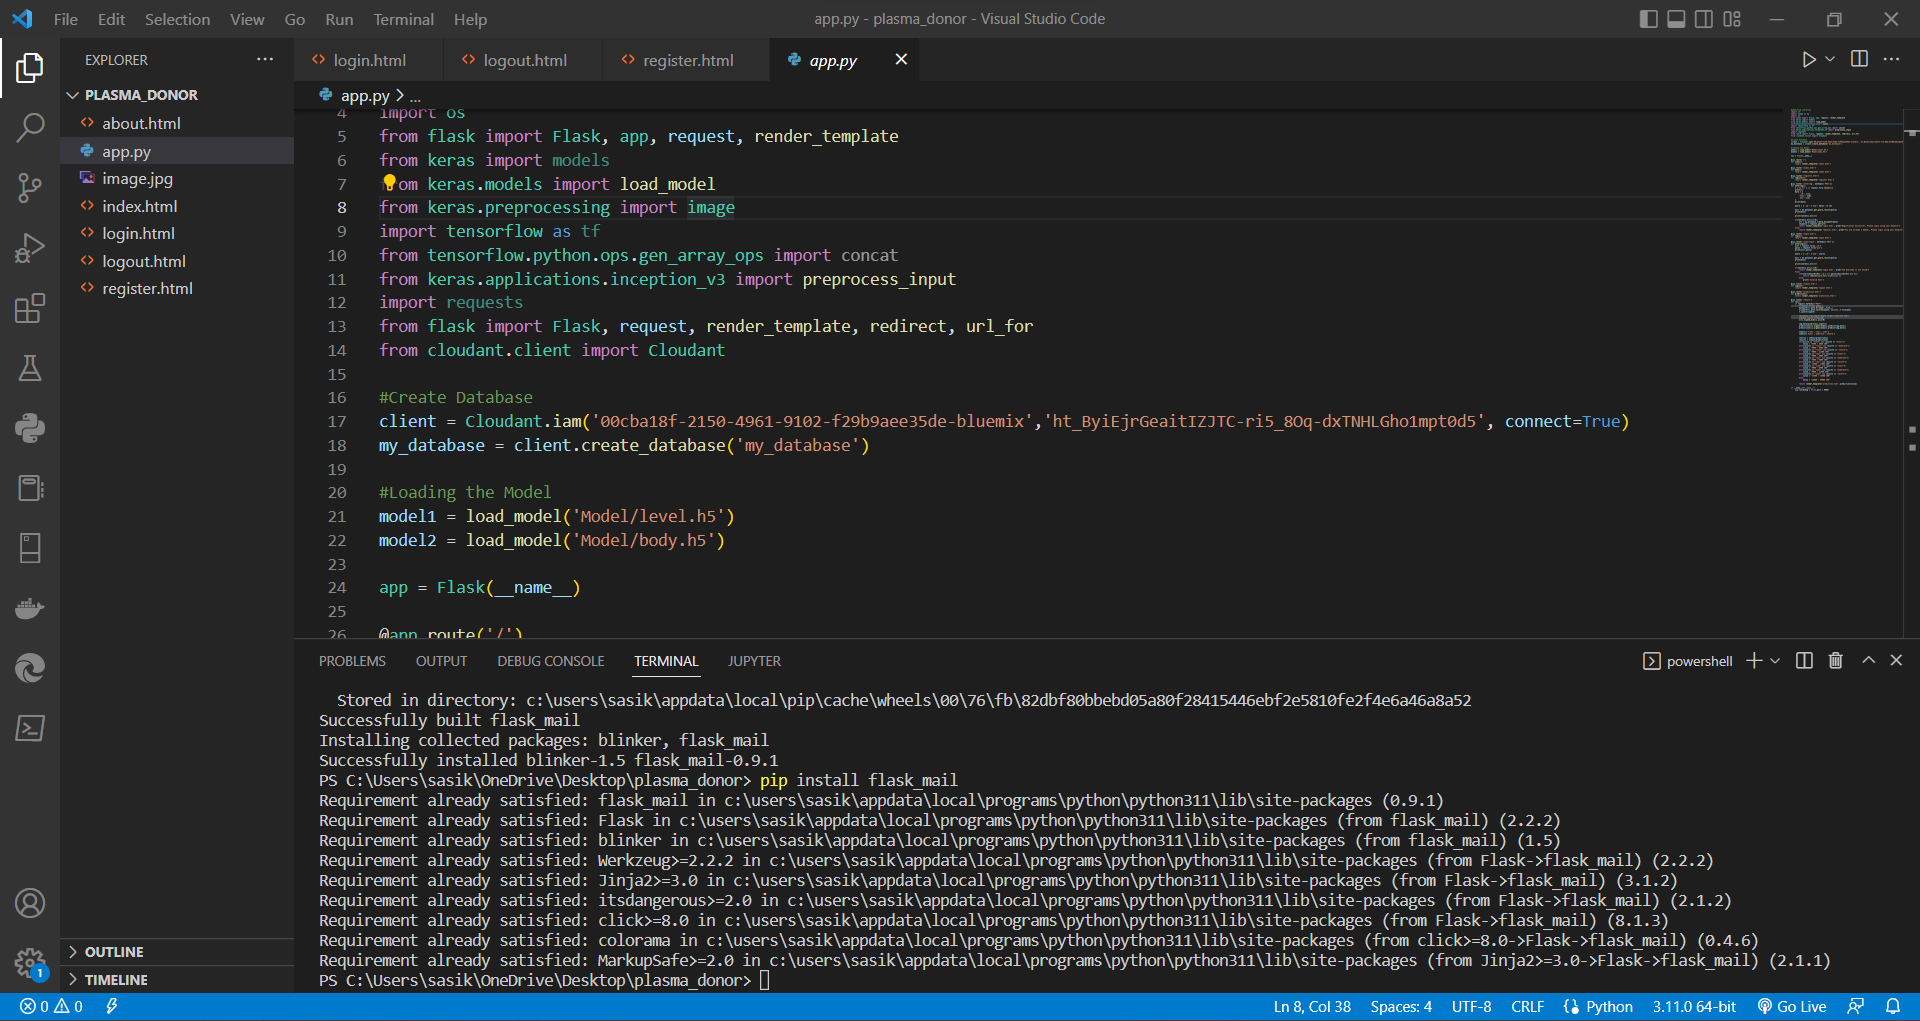 File Edit Selection View Go Run Terminal Help
app.py - plasma_donor - Visual Studio Code
EXPLORER
PLASMA_DONOR
about.html
app.py
image.jpg
index.html
login.html
logout.html
register.html
OUTLINE
TIMELINE
login.html logout.html register.html app.py
app.py > ...
4 import os
5 from flask import Flask, app, request, render_template
6 from keras import models
7 om keras.models import load_model
8 from keras.preprocessing import image
9 import tensorflow as tf
10 from tensorflow.python.ops.gen_array_ops import concat
11 from keras.applications.inception_v3 import preprocess_input
12 import requests
13 from flask import Flask, request, render_template, redirect, url_for
14 from cloudant.client import Cloudant
15
16 #Create Database
17 client = Cloudant.iam('00cba18f-2150-4961-9102-f29b9aee35de-bluemix','ht_ByiEjrGeaitIZJTC-ri5_8Oq-dxTNHLGho1mpt0d5', connect=True)
18 my_database = client.create_database('my_database')
19
20 #Loading the Model
21 model1 = load_model('Model/level.h5')
22 model2 = load_model('Model/body.h5')
23
24 app = Flask(__name__)
25
26 @app.route('/')
PROBLEMS OUTPUT DEBUG CONSOLE TERMINAL JUPYTER
powershell
Stored in directory: c:\users\sasik\appdata\local\pip\cache\wheels\00\76\fb\82dbf80bbebd05a80f28415446ebf2e5810fe2f4e6a46a8a52
Successfully built flask_mail
Installing collected packages: blinker, flask_mail
Successfully installed blinker-1.5 flask_mail-0.9.1
PS C:\Users\sasik\OneDrive\Desktop\plasma_donor> pip install flask_mail
Requirement already satisfied: flask_mail in c:\users\sasik\appdata\local\programs\python\python311\lib\site-packages (0.9.1)
Requirement already satisfied: Flask in c:\users\sasik\appdata\local\programs\python\python311\lib\site-packages (from flask_mail) (2.2.2)
Requirement already satisfied: blinker in c:\users\sasik\appdata\local\programs\python\python311\lib\site-packages (from flask_mail) (1.5)
Requirement already satisfied: Werkzeug>=2.2.2 in c:\users\sasik\appdata\local\programs\python\python311\lib\site-packages (from Flask->flask_mail) (2.2.2)
Requirement already satisfied: Jinja2>=3.0 in c:\users\sasik\appdata\local\programs\python\python311\lib\site-packages (from Flask->flask_mail) (3.1.2)
Requirement already satisfied: itsdangerous>=2.0 in c:\users\sasik\appdata\local\programs\python\python311\lib\site-packages (from Flask->flask_mail) (2.1.2)
Requirement already satisfied: click>=8.0 in c:\users\sasik\appdata\local\programs\python\python311\lib\site-packages (from Flask->flask_mail) (8.1.3)
Requirement already satisfied: colorama in c:\users\sasik\appdata\local\programs\python\python311\lib\site-packages (from click>=8.0->Flask->flask_mail) (0.4.6)
Requirement already satisfied: MarkupSafe>=2.0 in c:\users\sasik\appdata\local\programs\python\python311\lib\site-packages (from Jinja2>=3.0->Flask->flask_mail) (2.1.1)
PS C:\Users\sasik\OneDrive\Desktop\plasma_donor>
1
0 0 Ln 8, Col 38 Spaces: 4 UTF-8 CRLF Python 3.11.0 64-bit Go Live